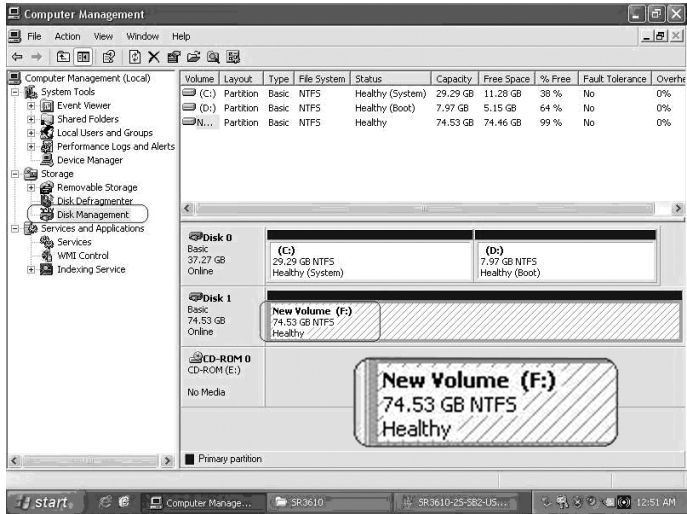 Computer Management
File Action View Window Help
Computer Management (Local)
System Tools
Event Viewer
Shared Folders
Local Users and Groups
Performance Logs and Alerts
Device Manager
Storage
Removable Storage
Disk Defragmenter
Disk Management
Services and Applications
Services
WMI Control
Indexing Service
Volume Layout Type File System Status Capacity Free Space % Free Fault Tolerance Overhe
(C:) Partition Basic NTFS Healthy (System) 29.29 GB 11.28 GB 38 % No 0%
(D:) Partition Basic NTFS Healthy (Boot) 7.97 GB 5.15 GB 64 % No 0%
N... Partition Basic NTFS Healthy 74.53 GB 74.46 GB 99 % No 0%
Disk 0
Basic
37.27 GB
Online
(C:)
29.29 GB NTFS
Healthy (System)
(D:)
7.97 GB NTFS
Healthy (Boot)
Disk 1
Basic
74.53 GB
Online
New Volume (F:)
74.53 GB NTFS
Healthy
CD-ROM 0
CD-ROM (E:)
No Media
New Volume (F:)
74.53 GB NTFS
Healthy
Primary partition
start
Computer Manage...
SR3610
SR3610-2S-SB2-US...
12:51 AM